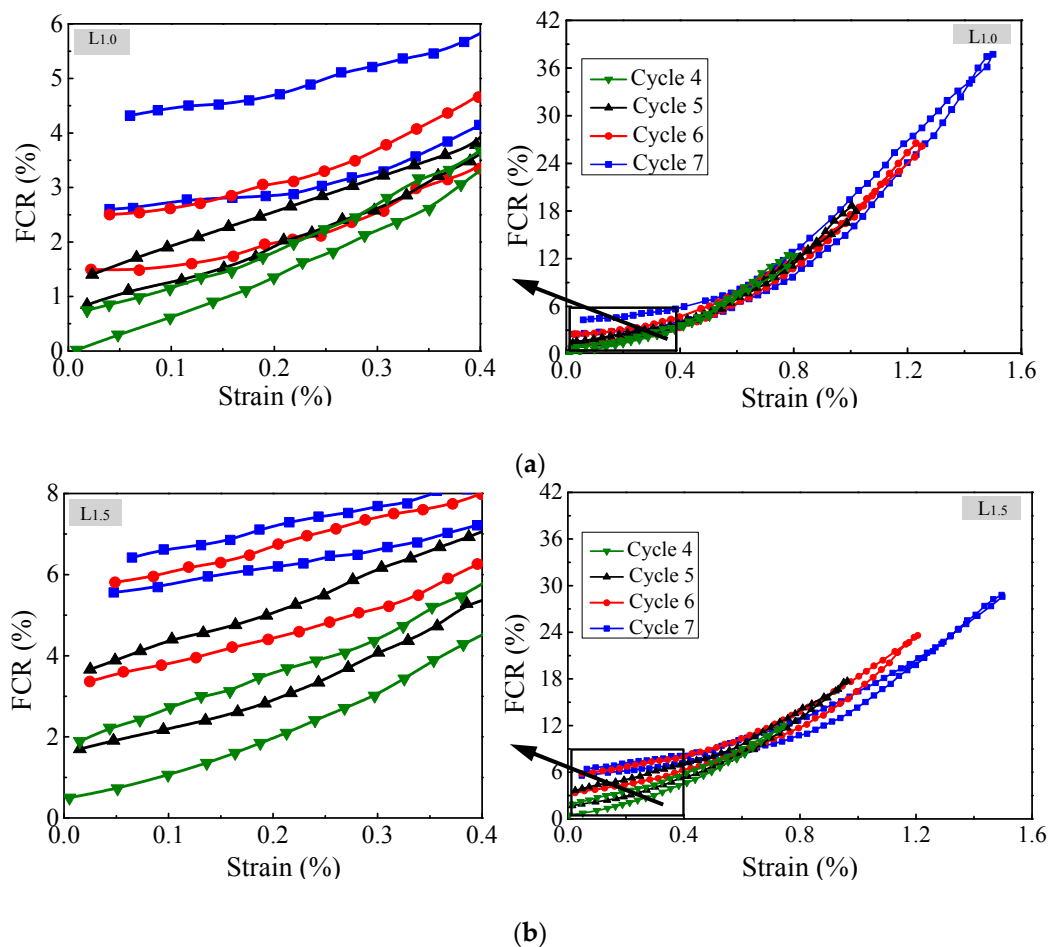 L1.0
FCR (%)
6
5
4
3
2
1
0
0.0 0.1 0.2 0.3 0.4
Strain (%)
L1.0
Cycle 4
Cycle 5
Cycle 6
Cycle 7
FCR (%)
42
36
30
24
18
12
6
0
0.0 0.4 0.8 1.2 1.6
Strain (%)
(a)
L1.5
FCR (%)
8
6
4
2
0
0.0 0.1 0.2 0.3 0.4
Strain (%)
L1.5
Cycle 4
Cycle 5
Cycle 6
Cycle 7
FCR (%)
42
36
30
24
18
12
6
0
0.0 0.4 0.8 1.2 1.6
Strain (%)
(b)